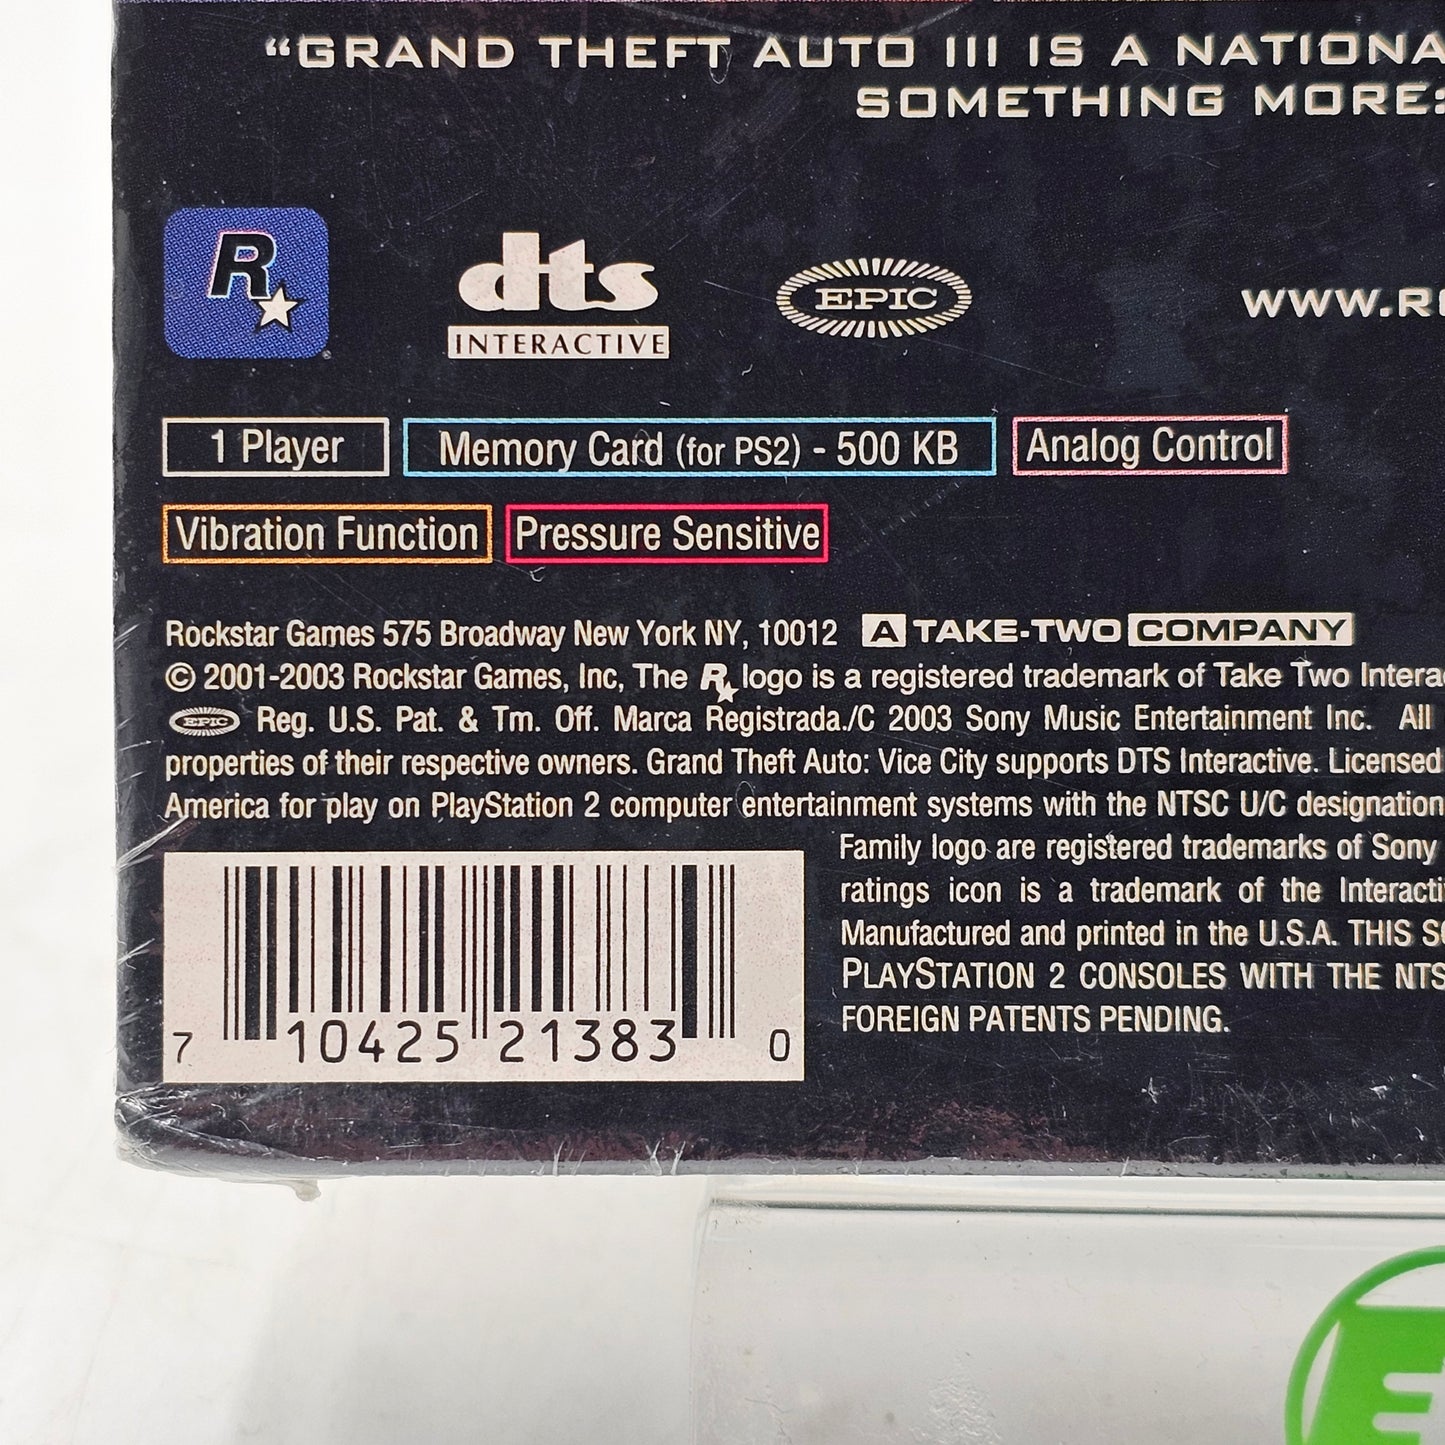 “GRAND THEFT AUTO III IS A
SOMETHING MORE:
R
dts
INTERACTIVE
EPIC
1 Player
Memory Card (for PS2) - 500 KB
Analog Control
Vibration Function
Pressure Sensitive
Rockstar Games 575 Broadway New York NY, 10012 A TAKE-TWO COMPANY
© 2001-2003 Rockstar Games, Inc, The R logo is a registered trademark of Take Two
EPIC Reg. U.S. Pat. & Tm. Off. Marca Registrada./C 2003 Sony Music Entertainment Inc. All
properties of their respective owners. Grand Theft Auto: Vice City supports DTS Interactive. Licensed
America for play on PlayStation 2 computer entertainment systems with the NTSC U/C designation
Family logo are registered trademarks of Sony
ratings icon is a trademark of the
Manufactured and printed in the U.S.A. THIS
PLAYSTATION 2 CONSOLES WITH THE
FOREIGN PATENTS PENDING.
7 10425 21383 0